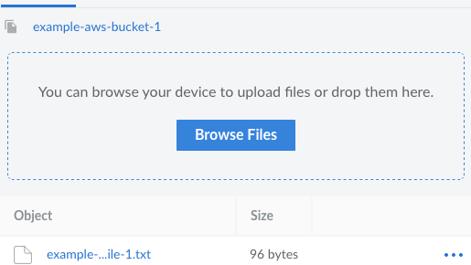 example-aws-bucket-1
You can browse your device to upload files or drop them here.
Browse Files
Object Size
example-...ile-1.txt 96 bytes